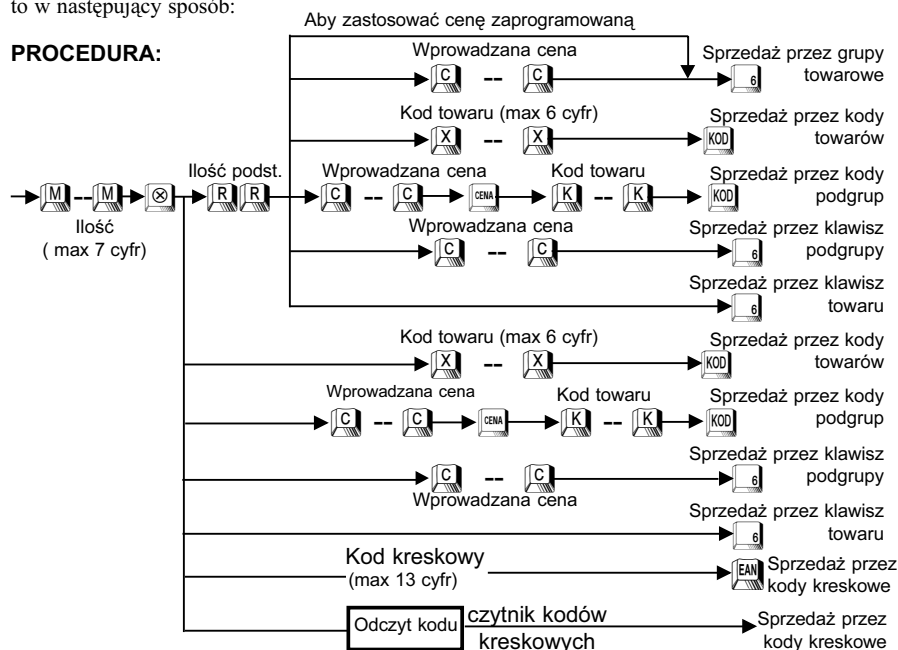 to w następujący sposób:
Aby zastosować cenę zaprogramowaną
PROCEDURA:
Wprowadzana cena
Sprzedaż przez grupy
towarowe
C -- C 6
Kod towaru (max 6 cyfr)
Sprzedaż przez kody
towarów
X -- X KOD
Ilość podst.
Wprowadzana cena
Kod towaru
Sprzedaż przez kody
podgrup
M -- M ⊗ R R C -- C CENA K -- K KOD
Ilość
( max 7 cyfr)
Wprowadzana cena
Sprzedaż przez klawisz
podgrupy
C -- C 6
Sprzedaż przez klawisz
towaru
6
Kod towaru (max 6 cyfr)
Sprzedaż przez kody
towarów
X -- X KOD
Wprowadzana cena
Kod towaru
Sprzedaż przez kody
podgrup
C -- C CENA K -- K KOD
Sprzedaż przez klawisz
podgrupy
C -- C 6
Wprowadzana cena
Sprzedaż przez klawisz
towaru
6
Kod kreskowy
(max 13 cyfr)
EAN
Sprzedaż przez
kody kreskowe
Odczyt kodu
czytnik kodów
kreskowych
Sprzedaż przez
kody kreskowe